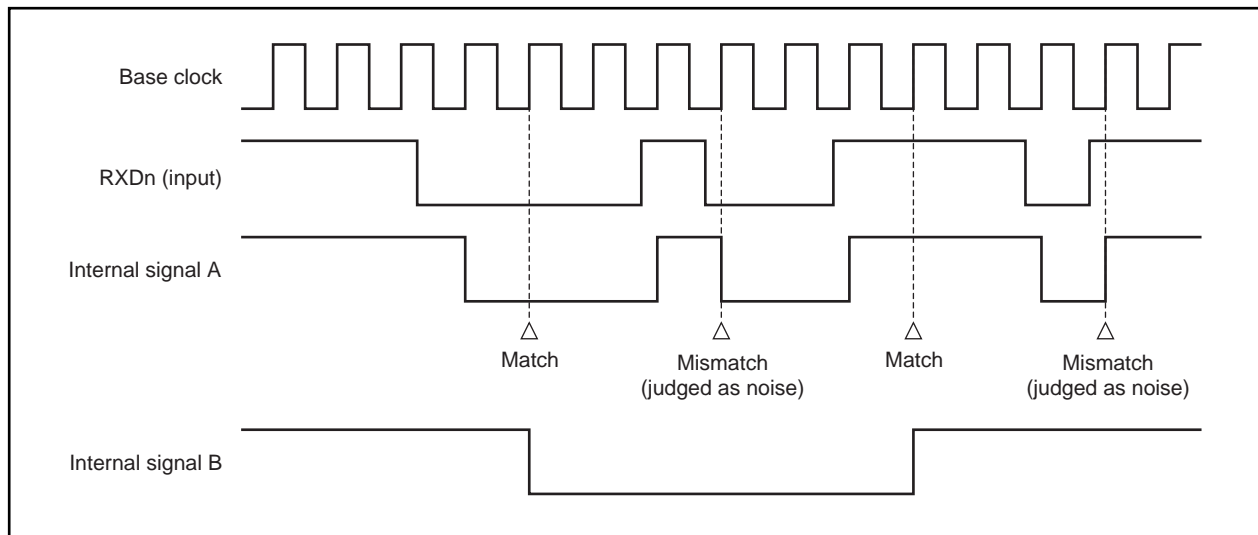 Base clock
RXDn (input)
Internal signal A
Match
Mismatch
(judged as noise)
Match
Mismatch
(judged as noise)
Internal signal B